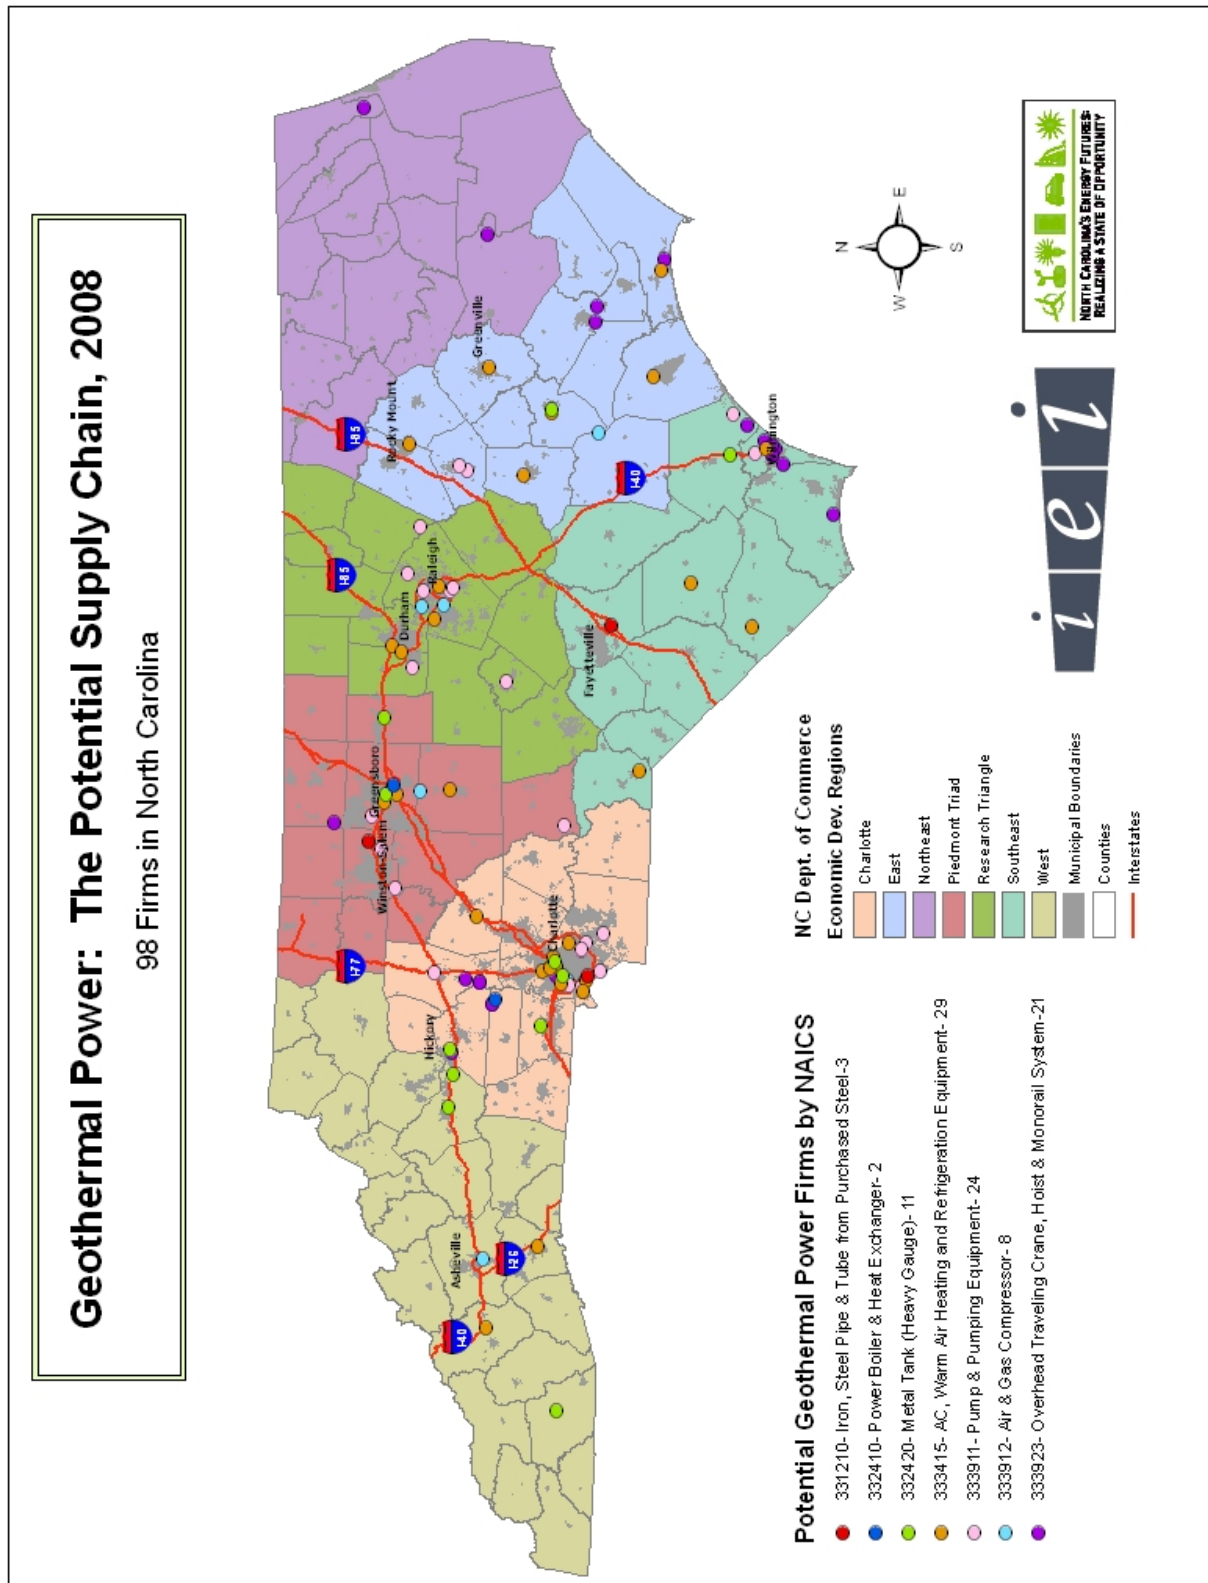 Geothermal Power: The Potential Supply Chain, 2008
98 Firms in North Carolina
I-85
I-85
I-77
I-40
I-40
I-26
Rocky Mount
Greenville
Raleigh
Durham
Greensboro
Winston-Salem
Hickory
Asheville
Charlotte
Fayetteville
Wilmington
N
W
E
S
Potential Geothermal Power Firms by NAICS
331210- Iron, Steel Pipe & Tube from Purchased Steel-3
332410- Power Boiler & Heat Exchanger- 2
332420- Metal Tank (Heavy Gauge)- 11
333415- AC, Warm Air Heating and Refrigeration Equipment- 29
333911- Pump & Pumping Equipment- 24
333912- Air & Gas Compressor- 8
333923- Overhead Traveling Crane, Hoist & Monorail System-21
NC Dept. of Commerce
Economic Dev. Regions
Charlotte
East
Northeast
Piedmont Triad
Research Triangle
Southeast
West
Municipal Boundaries
Counties
Interstates
iei
NORTH CAROLINA'S ENERGY FUTURES:
REALIZING A STATE OF OPPORTUNITY